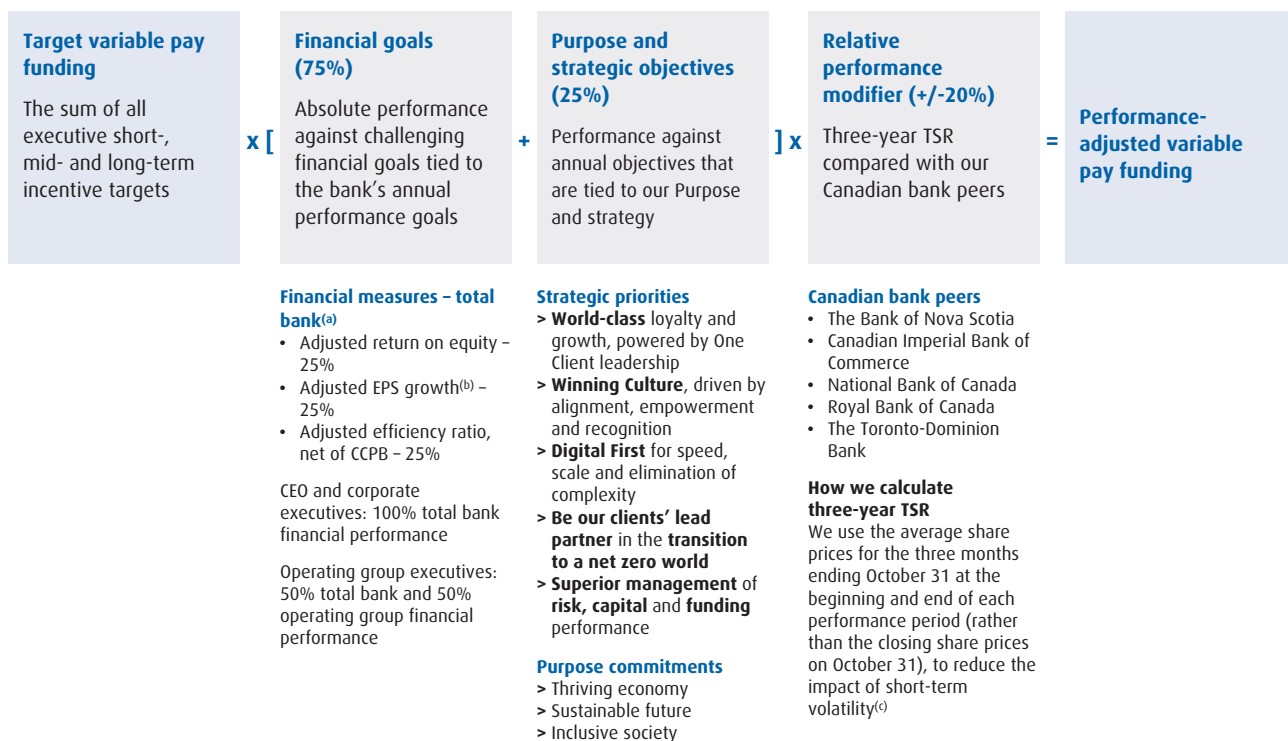 Target variable pay
funding
The sum of all
executive short-,
mid- and long-term
incentive targets
x [
Financial goals
(75%)
Absolute performance
against challenging
financial goals tied to
the bank's annual
performance goals
+
Purpose and
strategic objectives
(25%)
Performance against
annual objectives that
are tied to our Purpose
and strategy
] x
Relative
performance
modifier (+/-20%)
Three-year TSR
compared with our
Canadian bank peers
=
Performance-
adjusted variable
pay funding
Financial measures – total
bank(a)
• Adjusted return on equity –
25%
• Adjusted EPS growth(b) –
25%
• Adjusted efficiency ratio,
net of CCPB – 25%
CEO and corporate
executives: 100% total bank
financial performance
Operating group executives:
50% total bank and 50%
operating group financial
performance
Strategic priorities
> World-class loyalty and
growth, powered by One
Client leadership
> Winning Culture, driven by
alignment, empowerment
and recognition
> Digital First for speed,
scale and elimination of
complexity
> Be our clients' lead
partner in the transition
to a net zero world
> Superior management of
risk, capital and funding
performance
Purpose commitments
> Thriving economy
> Sustainable future
> Inclusive society
Canadian bank peers
• The Bank of Nova Scotia
• Canadian Imperial Bank of
Commerce
• National Bank of Canada
• Royal Bank of Canada
• The Toronto-Dominion
Bank
How we calculate
three-year TSR
We use the average share
prices for the three months
ending October 31 at the
beginning and end of each
performance period (rather
than the closing share prices
on October 31), to reduce the
impact of short-term
volatility(c)